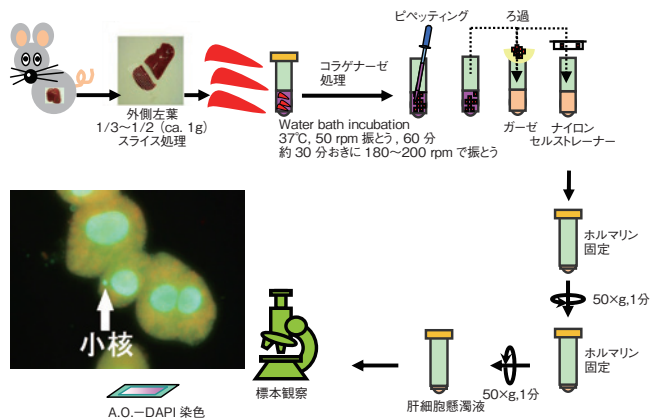 ピペッティング
ろ過
コラゲナーゼ
処理
外側左葉
1/3～1/2 (ca. 1g)
スライス処理
Water bath incubation
37℃, 50 rpm 振とう, 60 分
約 30 分おきに 180～200 rpm で振とう
ガーゼ
ナイロン
セルストレーナー
ホルマリン
固定
50×g,1分
ホルマリン
固定
50×g,1分
肝細胞懸濁液
標本観察
小核
A.O.－DAPI 染色